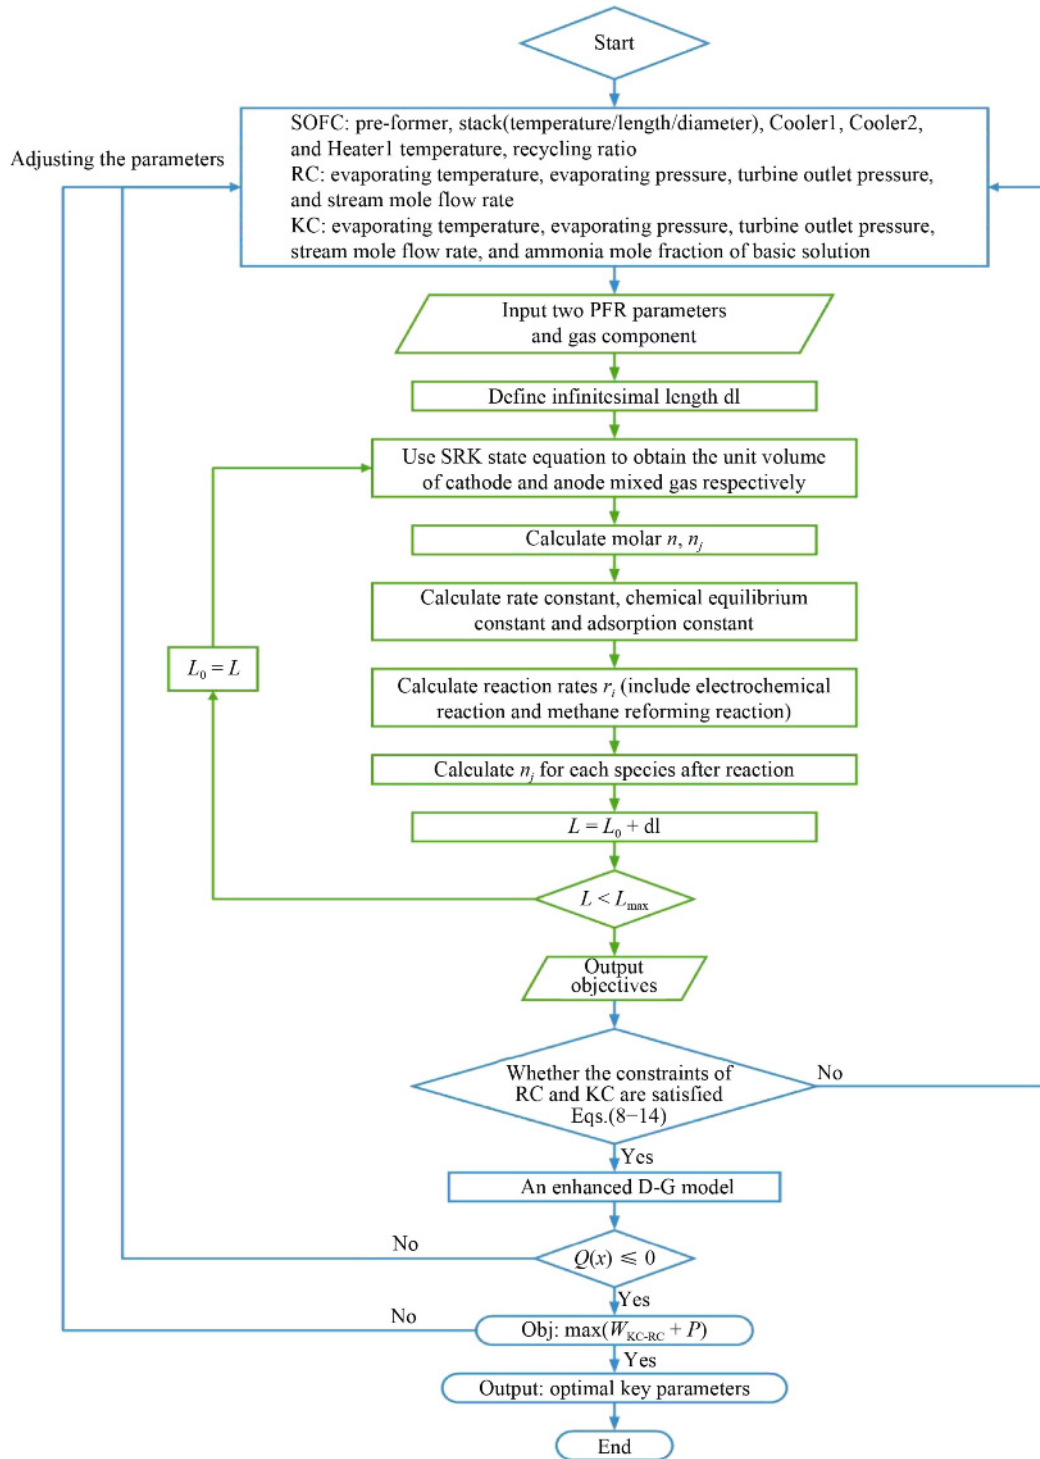 Start
Adjusting the parameters
SOFC: pre-former, stack(temperature/length/diameter), Cooler1, Cooler2,
and Heater1 temperature, recycling ratio
RC: evaporating temperature, evaporating pressure, turbine outlet pressure,
and stream mole flow rate
KC: evaporating temperature, evaporating pressure, turbine outlet pressure,
stream mole flow rate, and ammonia mole fraction of basic solution
Input two PFR parameters
and gas component
Define infinitesimal length dl
Use SRK state equation to obtain the unit volume
of cathode and anode mixed gas respectively
Calculate molar n, n_j
Calculate rate constant, chemical equilibrium
constant and adsorption constant
L_0 = L
Calculate reaction rates r_i (include electrochemical
reaction and methane reforming reaction)
Calculate n_j for each species after reaction
L = L_0 + dl
L < L_max
Output
objectives
Whether the constraints of
RC and KC are satisfied
Eqs.(8−14)
No
Yes
An enhanced D-G model
No
Q(x) ⩽ 0
Yes
No
Obj: max(W_KC-RC + P)
Yes
Output: optimal key parameters
End